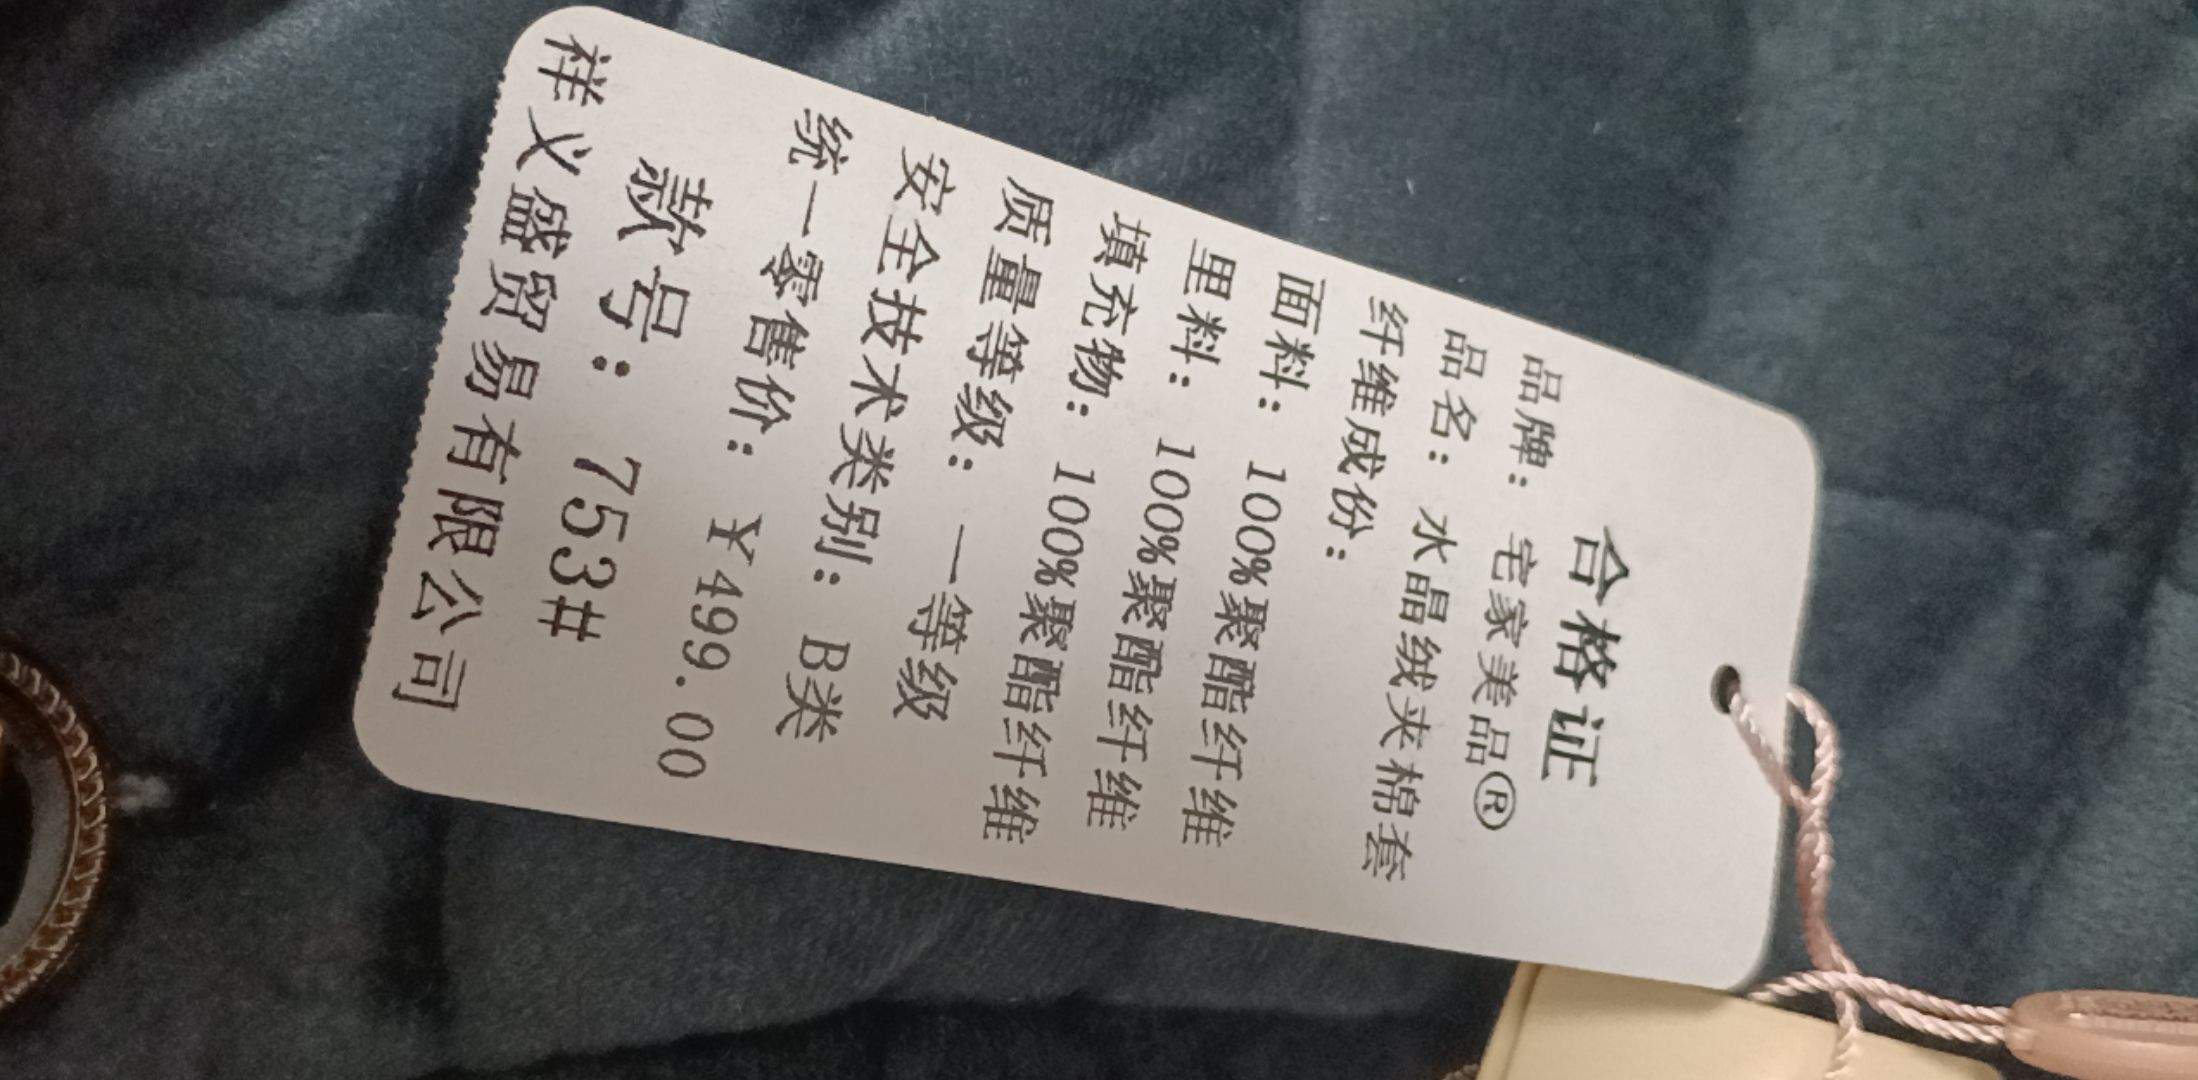 合格证
品牌：宅家美品®
品名：水晶绒夹棉套
纤维成份：
面料：100%聚酯纤维
里料：100%聚酯纤维
填充物：100%聚酯纤维
质量等级：一等级
安全技术类别：B类
统一零售价：¥499.00
款号：753#
祥义盛贸易有限公司